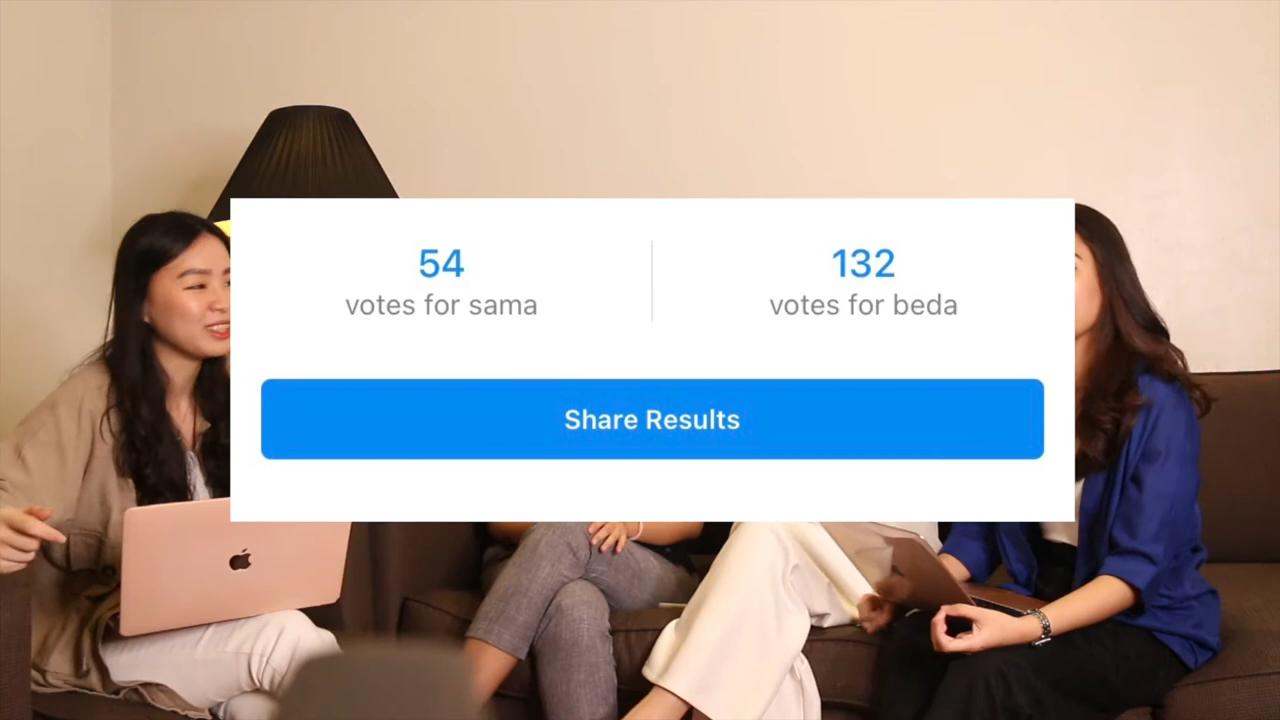 54
votes for sama
132
votes for beda
Share Results